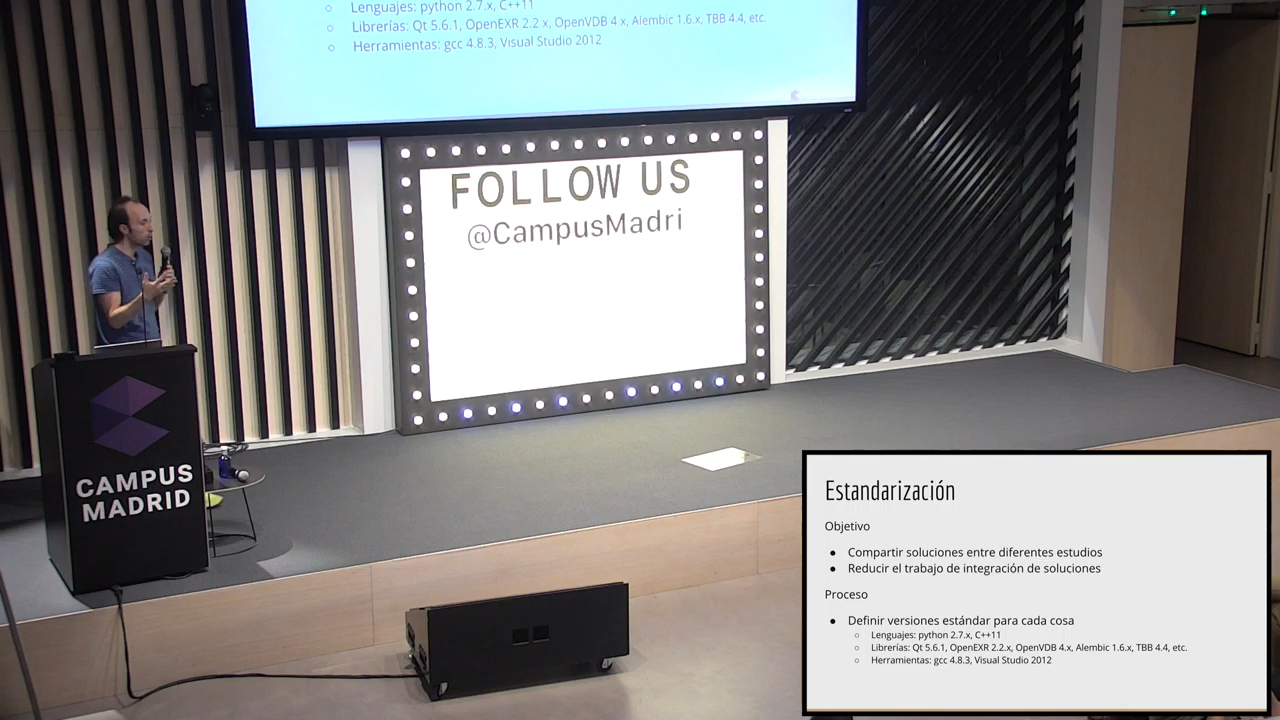 Lenguajes: python 2.7.x, C++11
Librerías: Qt 5.6.1, OpenEXR 2.2 x, OpenVDB 4 x, Alembic 1.6.x, TBB 4.4, etc.
Herramientas: gcc 4.8.3, Visual Studio 2012
FOLLOW US
@CampusMadri
CAMPUS
MADRID
Estandarización
Objetivo
● Compartir soluciones entre diferentes estudios
● Reducir el trabajo de integración de soluciones
Proceso
● Definir versiones estándar para cada cosa
○ Lenguajes: python 2.7.x, C++11
○ Librerías: Qt 5.6.1, OpenEXR 2.2.x, OpenVDB 4.x, Alembic 1.6.x, TBB 4.4, etc.
○ Herramientas: gcc 4.8.3, Visual Studio 2012